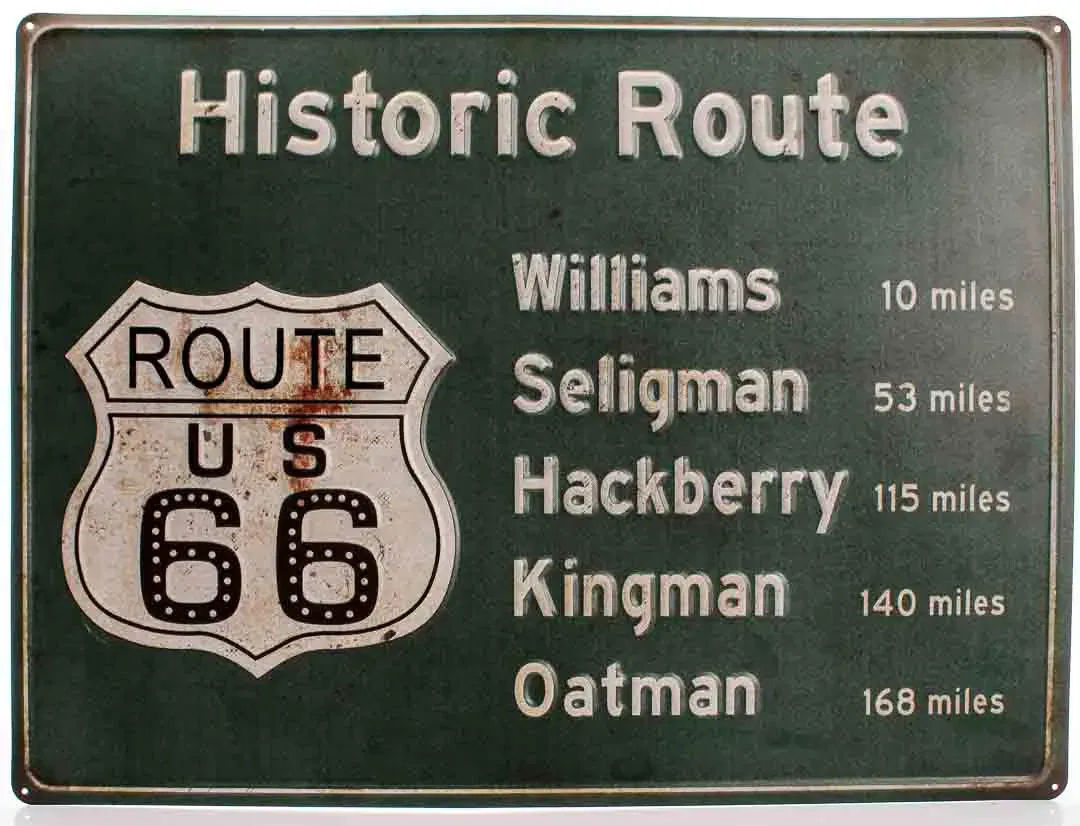 Historic Route
ROUTE
U S
66
Williams 10 miles
Seligman 53 miles
Hackberry 115 miles
Kingman 140 miles
Oatman 168 miles